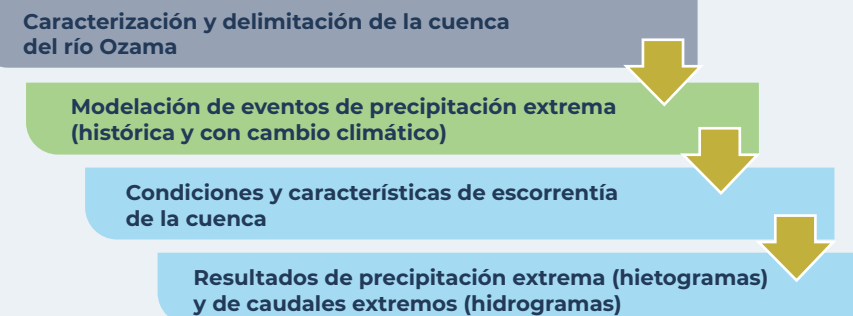 Caracterización y delimitación de la cuenca
del río Ozama
Modelación de eventos de precipitación extrema
(histórica y con cambio climático)
Condiciones y características de escorrentía
de la cuenca
Resultados de precipitación extrema (hietogramas)
y de caudales extremos (hidrogramas)